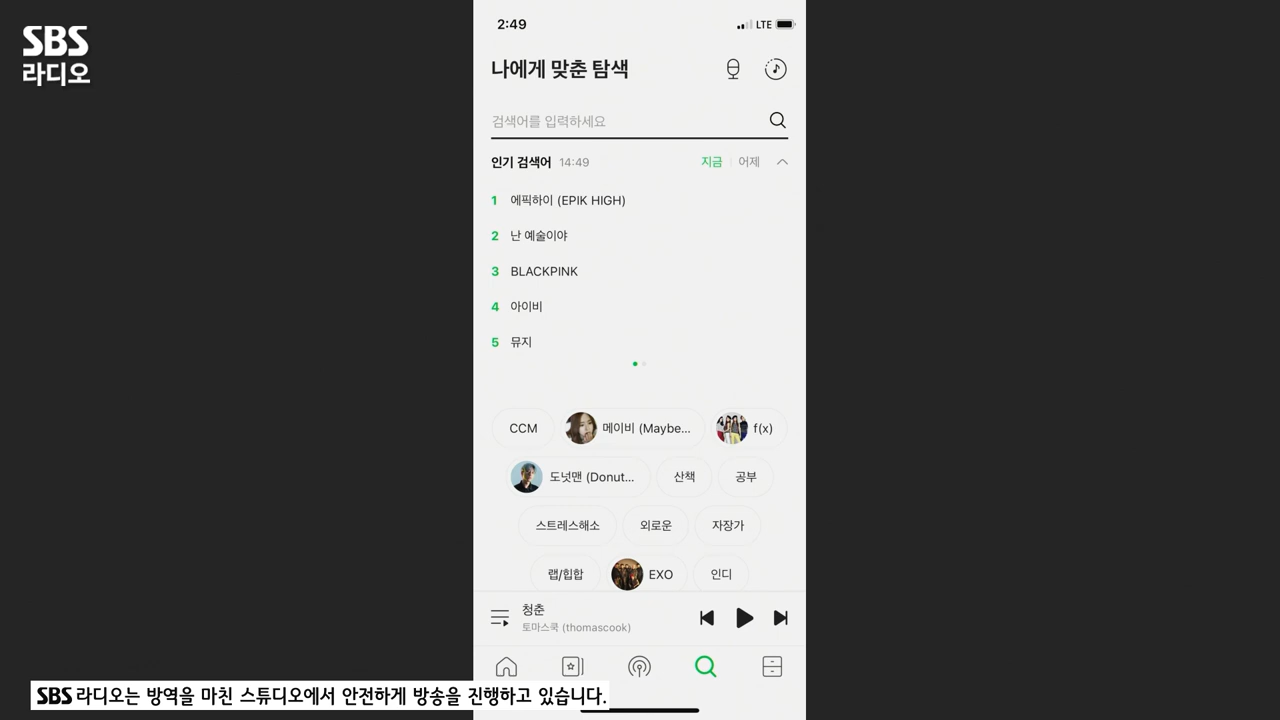 SBS
라디오
2:49
LTE
나에게 맞춘 탐색
검색어를 입력하세요
인기 검색어 14:49 지금 어제
1 에픽하이 (EPIK HIGH)
2 난 예술이야
3 BLACKPINK
4 아이비
5 뮤지
CCM 메이비 (Maybe... f(x)
도넛맨 (Donut... 산책 공부
스트레스해소 외로운 자장가
랩/힙합 EXO 인디
청춘
토마스쿡 (thomascook)
SBS 라디오는 방역을 마친 스튜디오에서 안전하게 방송을 진행하고 있습니다.